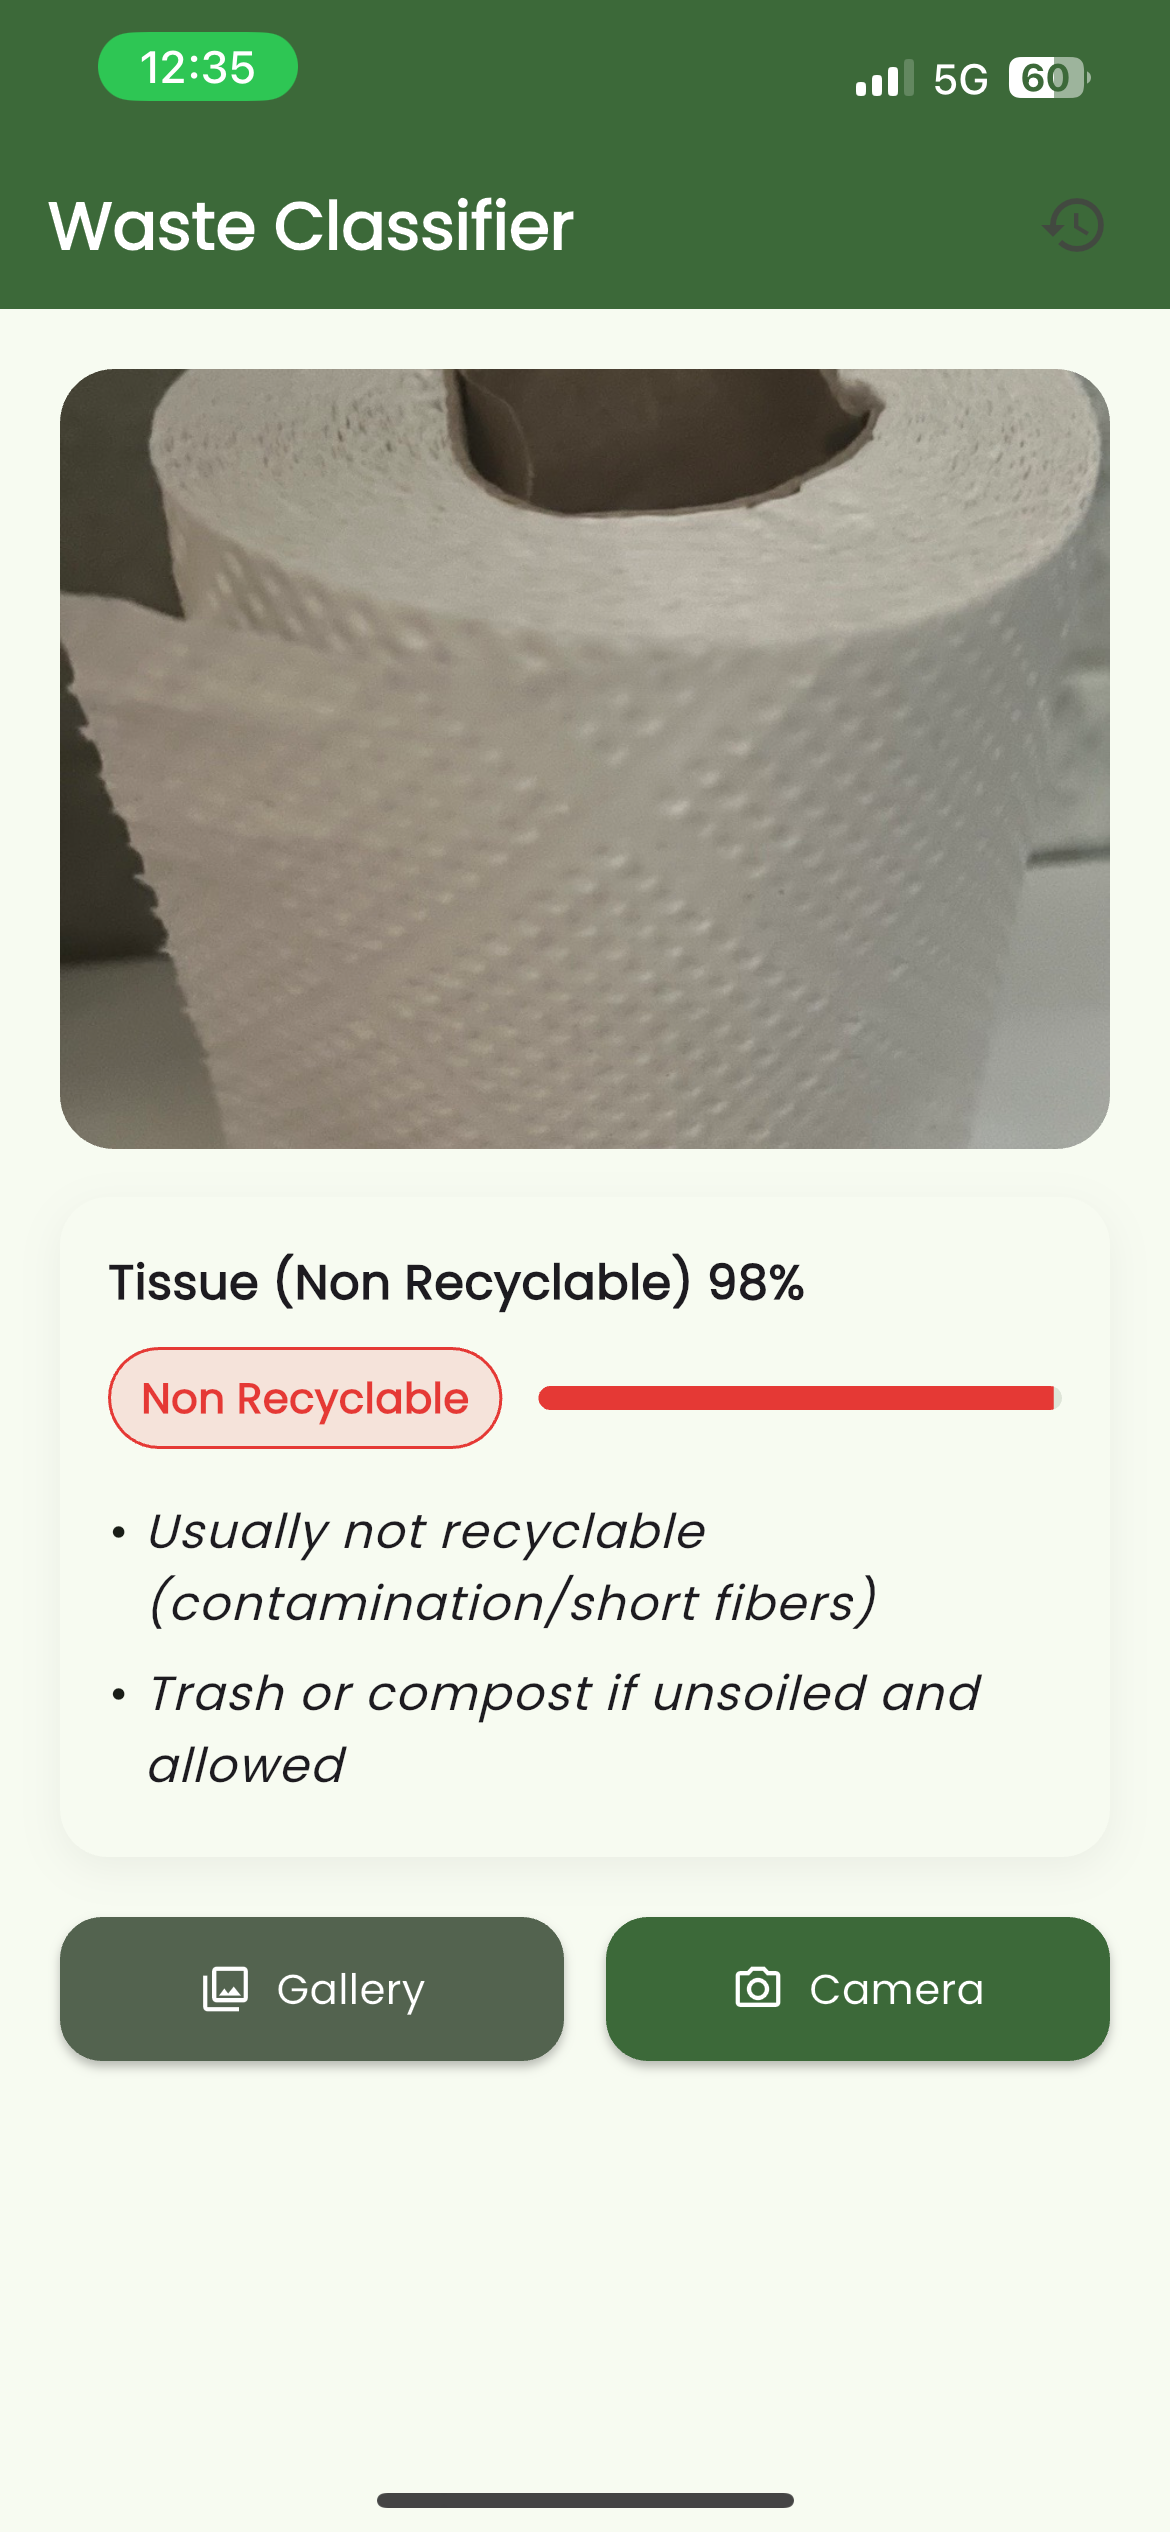 12:35
5G 60
Waste Classifier
Tissue (Non Recyclable) 98%
Non Recyclable
• Usually not recyclable
(contamination/short fibers)
• Trash or compost if unsoiled and
allowed
Gallery
Camera